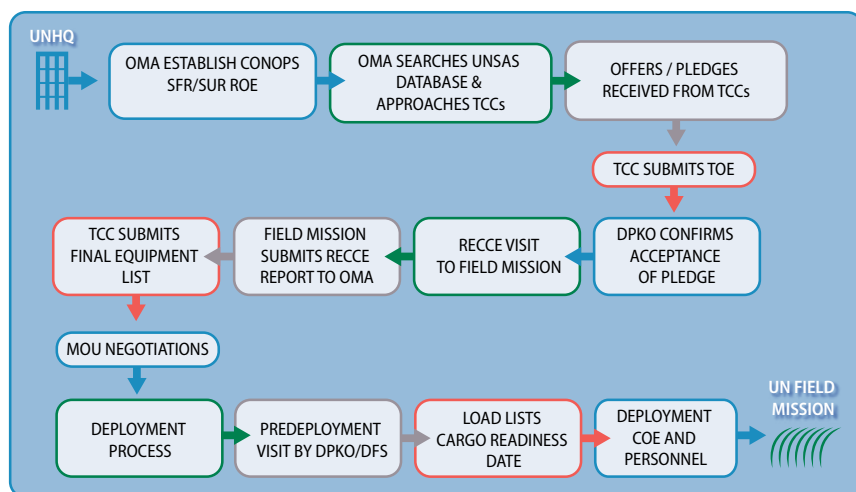 UNHQ
OMA ESTABLISH CONOPS
SFR/SUR ROE
OMA SEARCHES UNSAS
DATABASE &
APPROACHES TCCs
OFFERS / PLEDGES
RECEIVED FROM TCCs
TCC SUBMITS TOE
DPKO CONFIRMS
ACCEPTANCE
OF PLEDGE
RECCE VISIT
TO FIELD MISSION
FIELD MISSION
SUBMITS RECCE
REPORT TO OMA
TCC SUBMITS
FINAL EQUIPMENT
LIST
MOU NEGOTIATIONS
DEPLOYMENT
PROCESS
PREDEPLOYMENT
VISIT BY DPKO/DFS
LOAD LISTS
CARGO READINESS
DATE
DEPLOYMENT
COE AND
PERSONNEL
UN FIELD
MISSION